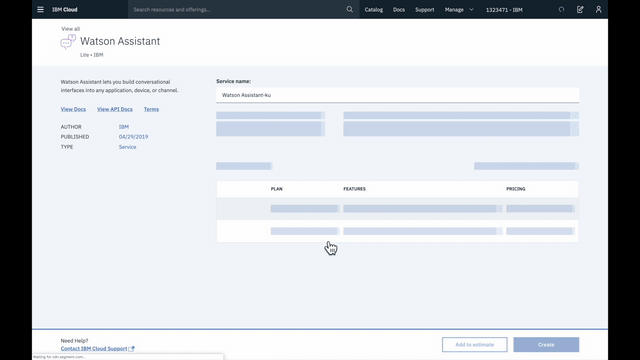 IBM Cloud
Search resources and offerings...
Catalog Docs Support Manage 1323471 - IBM
View all
Watson Assistant
Lite • IBM
Watson Assistant lets you build conversational
interfaces into any application, device, or channel.
View Docs View API Docs Terms
AUTHOR IBM
PUBLISHED 04/29/2019
TYPE Service
Service name:
Watson Assistant-ku
PLAN FEATURES PRICING
Need Help?
Contact IBM Cloud Support
Add to estimate Create
Waiting for cdn.segment.com...